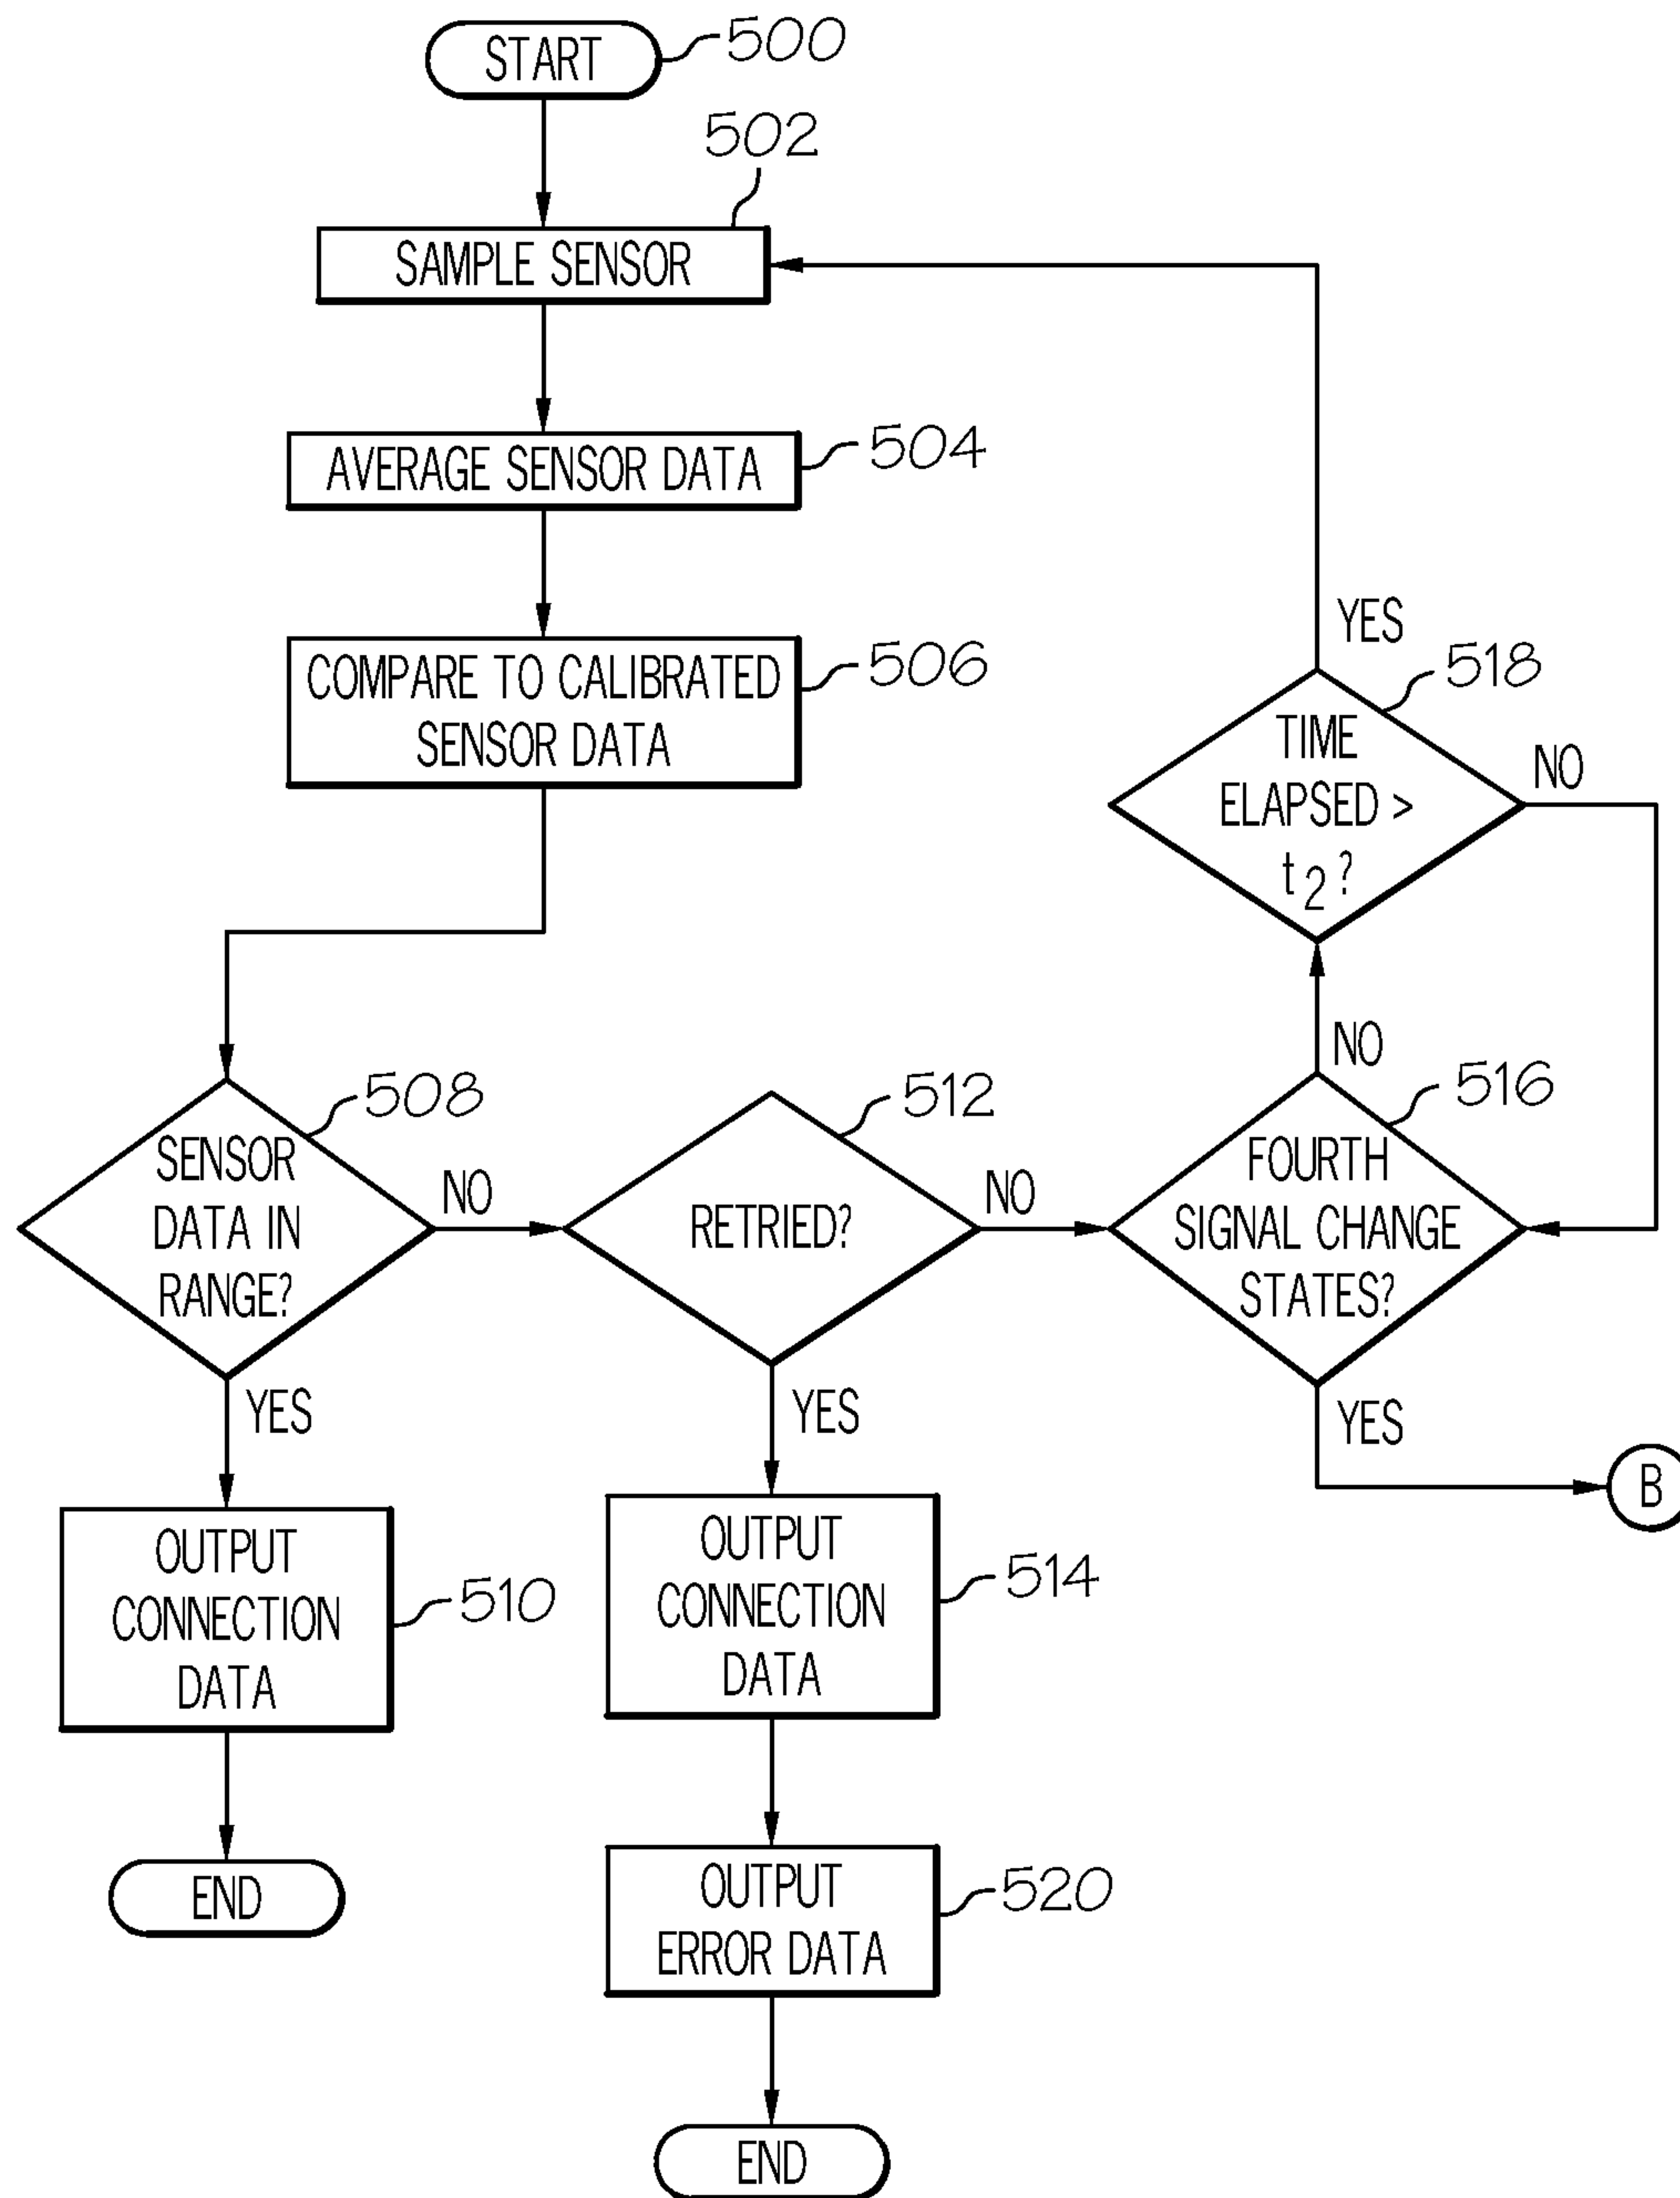 START
500
502
SAMPLE SENSOR
AVERAGE SENSOR DATA
504
COMPARE TO CALIBRATED
SENSOR DATA
506
YES
518
TIME
ELAPSED >
t2?
NO
NO
508
SENSOR
DATA IN
RANGE?
NO
YES
512
RETRIED?
NO
YES
516
FOURTH
SIGNAL CHANGE
STATES?
YES
B
OUTPUT
CONNECTION
DATA
510
END
OUTPUT
CONNECTION
DATA
514
OUTPUT
ERROR DATA
520
END